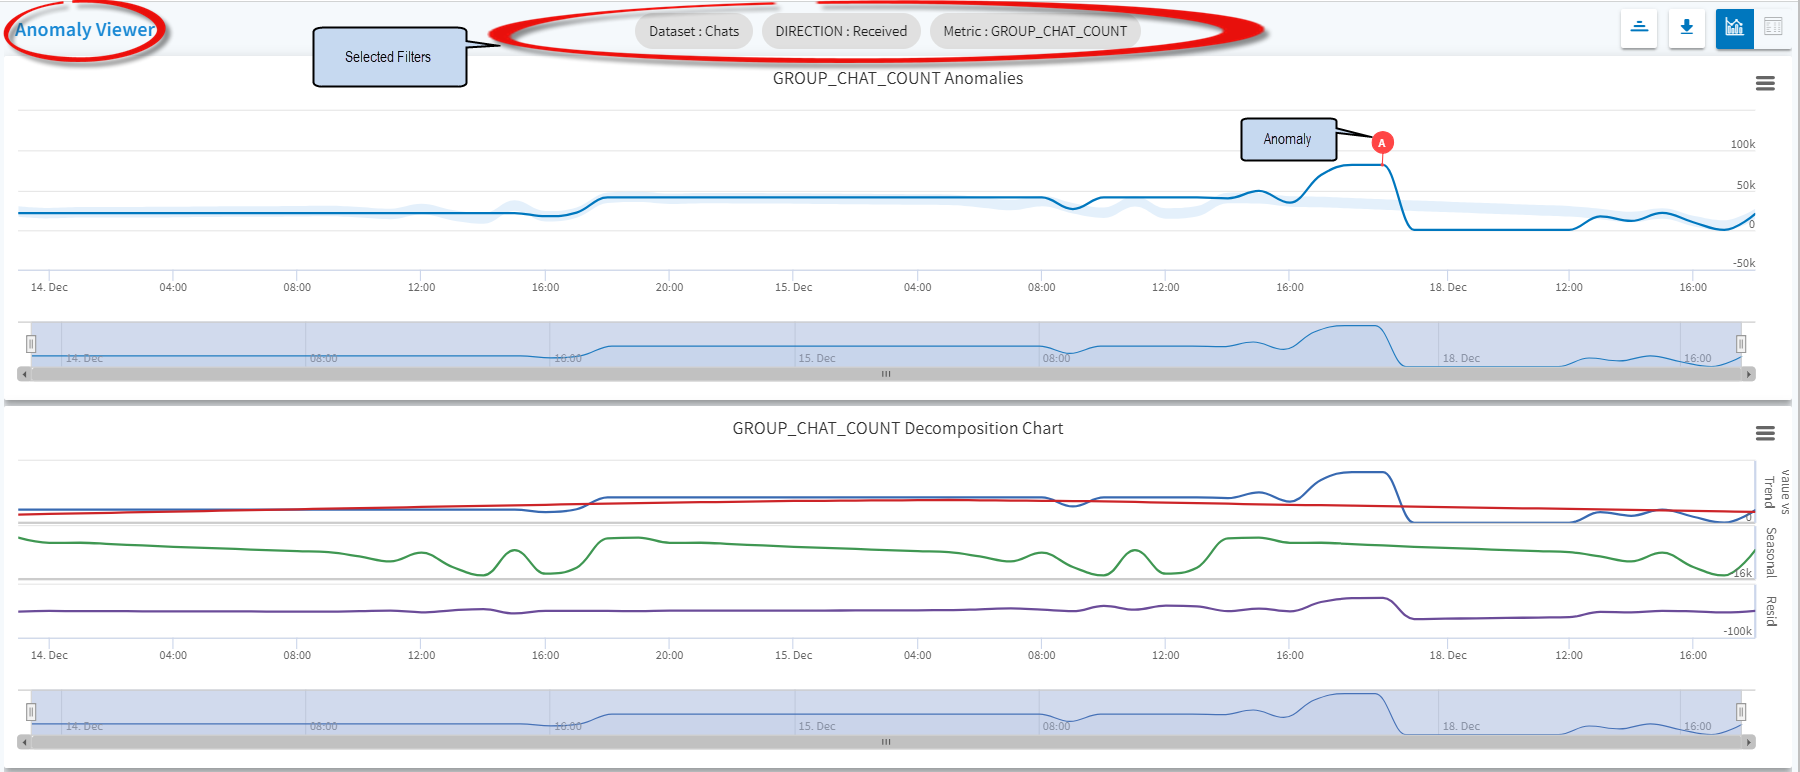 Anomaly Viewer
Selected Filters
Dataset : Chats
DIRECTION : Received
Metric : GROUP_CHAT_COUNT
GROUP_CHAT_COUNT Anomalies
Anomaly
A
100k
50k
0
-50k
14. Dec 04:00 08:00 12:00 16:00 20:00 15. Dec 04:00 08:00 12:00 16:00 18. Dec 12:00 16:00
14. Dec 08:00 16:00 15. Dec 08:00 18. Dec 16:00
GROUP_CHAT_COUNT Decomposition Chart
value vs
Trend
0
Seasonal
-16k
Resid
-100k
14. Dec 04:00 08:00 12:00 16:00 20:00 15. Dec 04:00 08:00 12:00 16:00 18. Dec 12:00 16:00
14. Dec 08:00 16:00 15. Dec 08:00 18. Dec 16:00